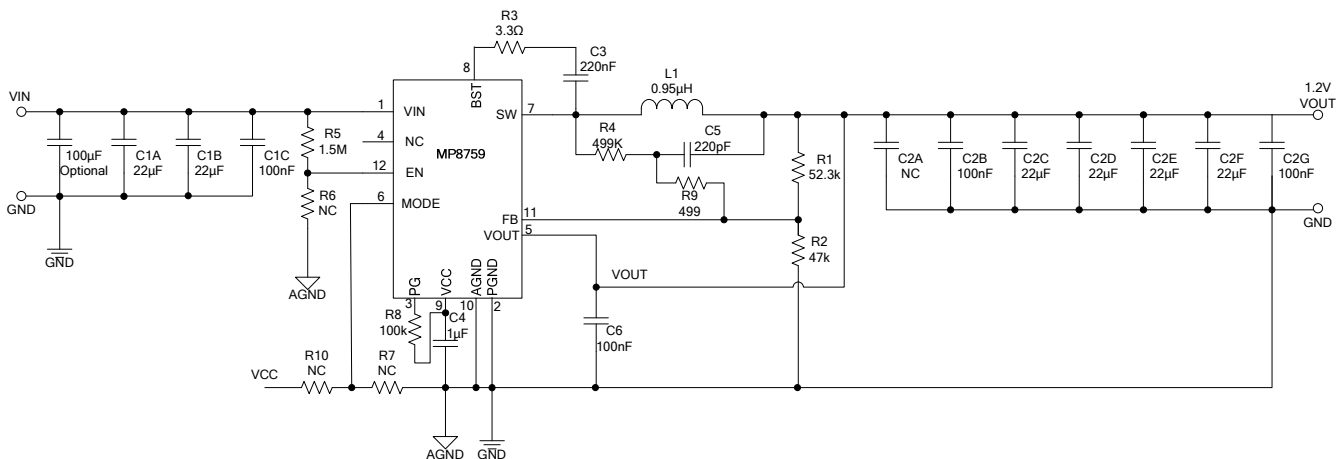 R3
3.3Ω
C3
220nF
8
BST
L1
0.95µH
VIN
1
VIN
SW
7
1.2V
VOUT
100µF
Optional
C1A
22µF
C1B
22µF
C1C
100nF
R5
1.5M
4
NC
MP8759
R4
499K
C5
220pF
R1
52.3k
C2A
NC
C2B
100nF
C2C
22µF
C2D
22µF
C2E
22µF
C2F
22µF
C2G
100nF
12
EN
R9
499
GND
R6
NC
6
MODE
FB
11
GND
VOUT
5
R2
47k
GND
AGND
PG
VCC
AGND
PGND
VOUT
3
9
10
2
R8
100k
C4
1µF
C6
100nF
VCC
R10
NC
R7
NC
AGND
GND